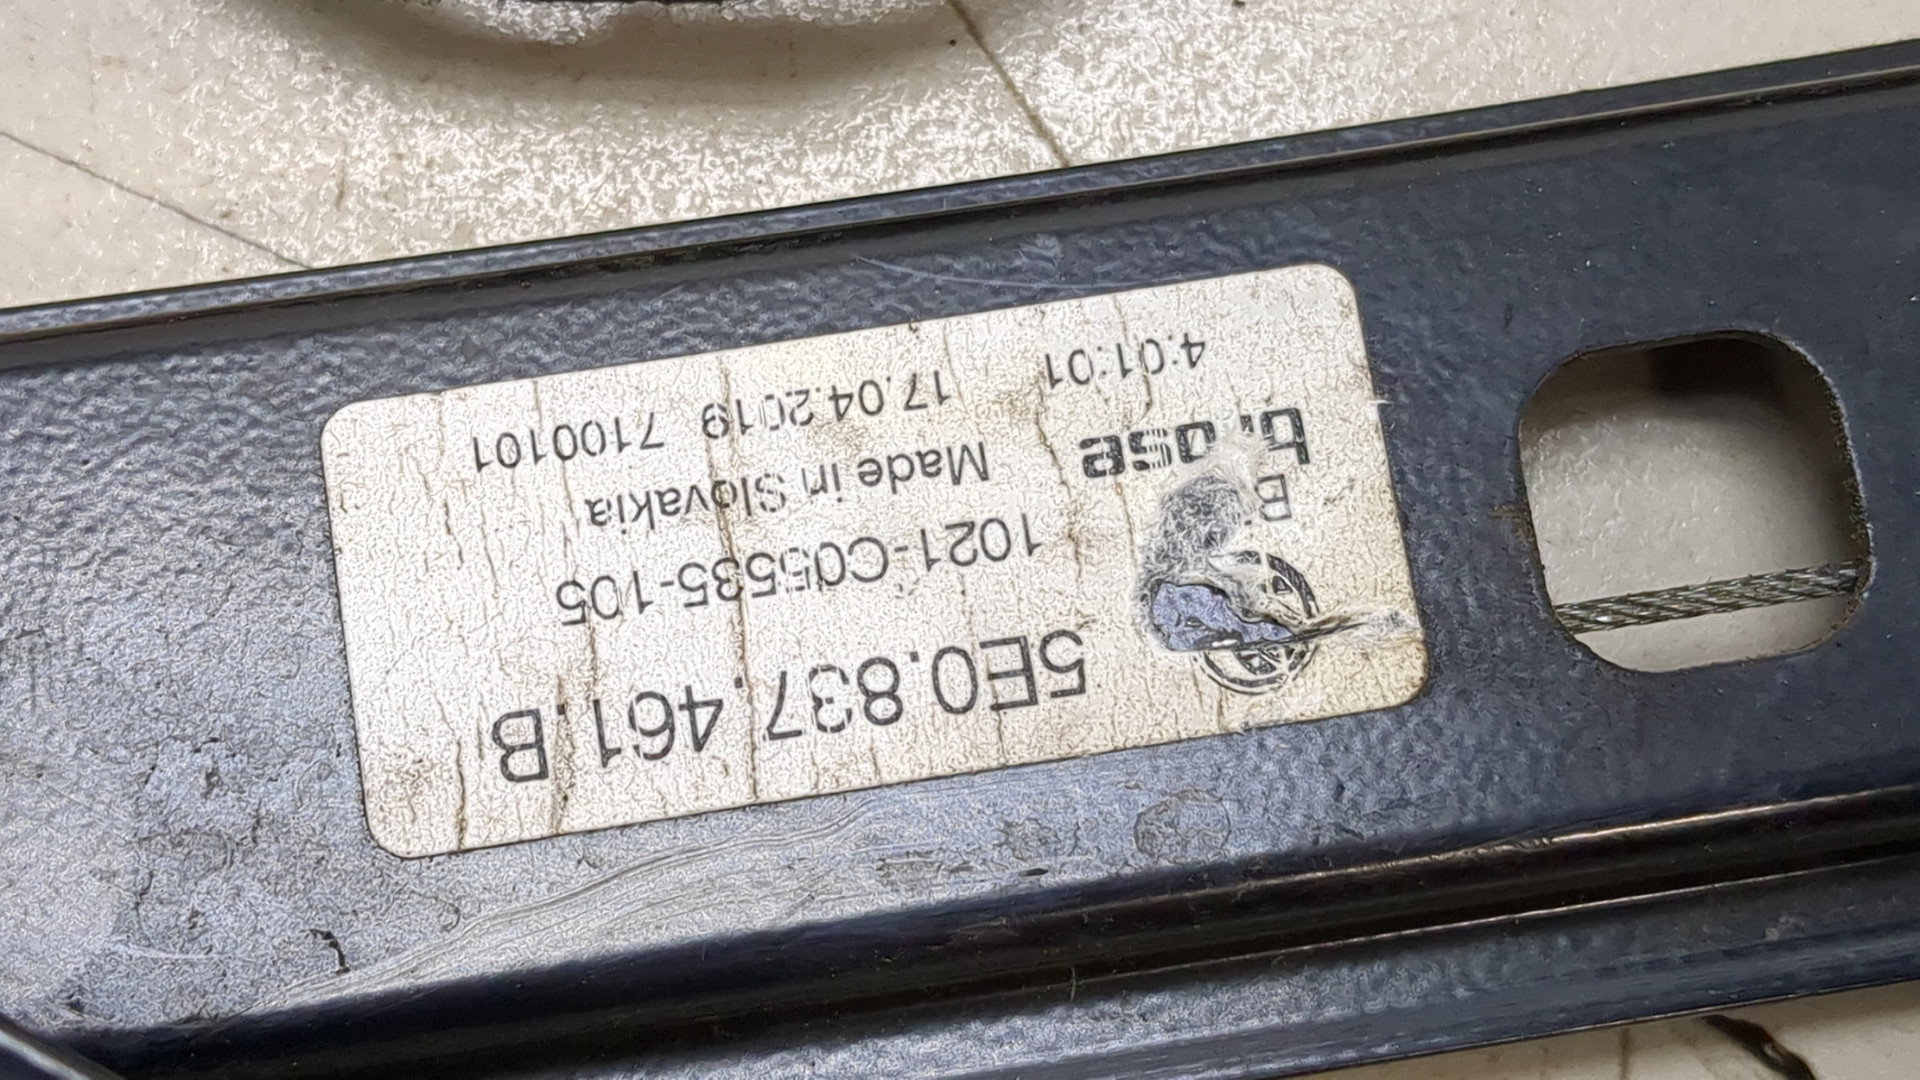 5E0.837.461.B
1021-C05535-105
Made in Slovakia
17.04.2019 7100101
B
brose
4:01:01